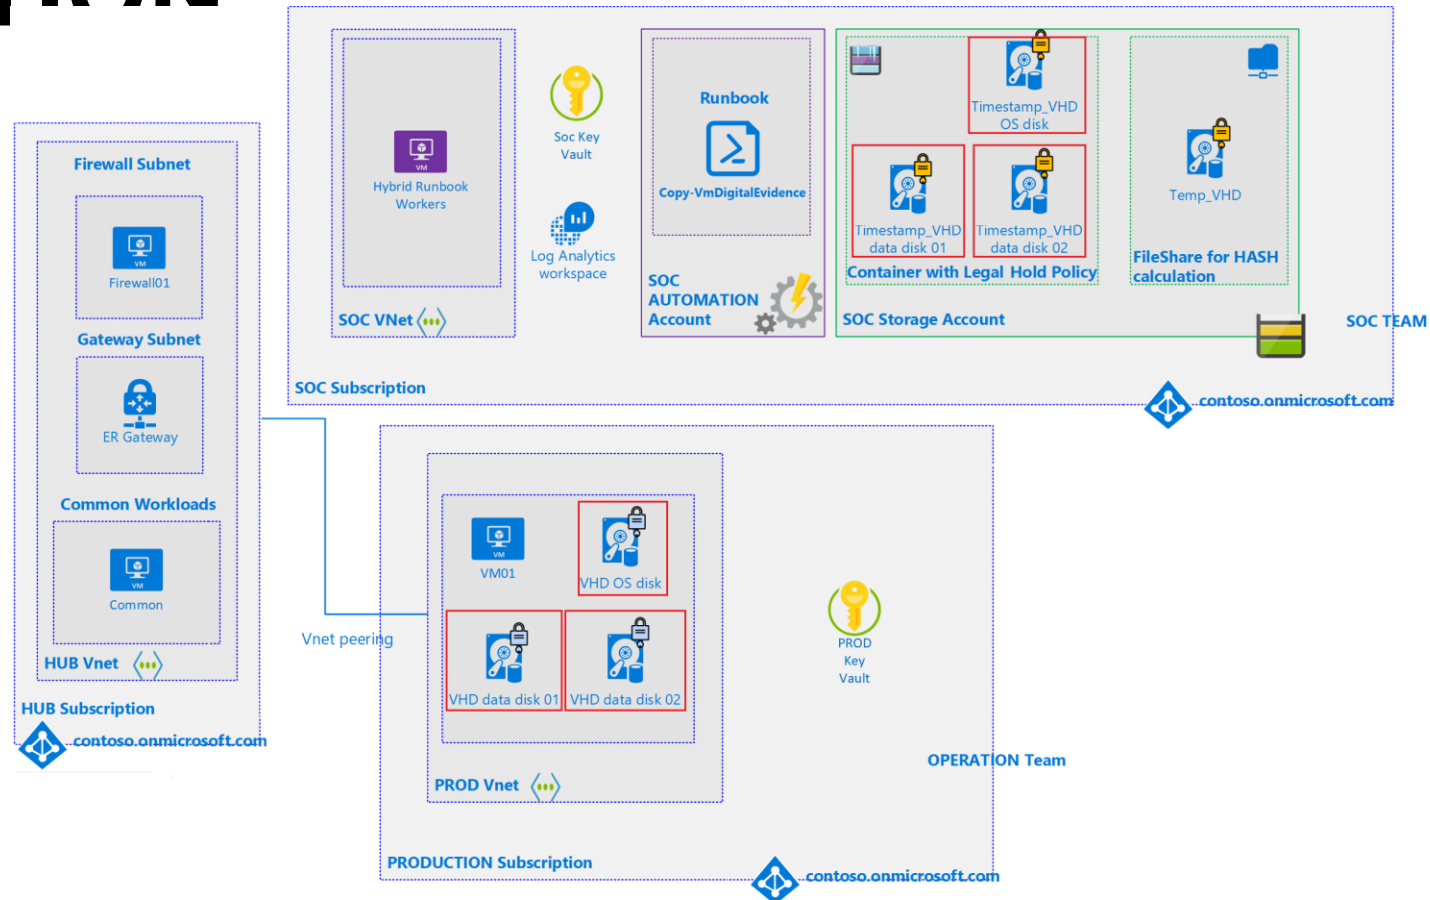 Firewall Subnet
VM
Firewall01
Gateway Subnet
ER Gateway
Common Workloads
VM
Common
HUB Vnet
HUB Subscription
contoso.onmicrosoft.com
VM
Hybrid Runbook
Workers
SOC VNet
Soc Key
Vault
Log Analytics
workspace
Runbook
Copy-VmDigitalEvidence
SOC
AUTOMATION
Account
Timestamp_VHD
OS disk
Timestamp_VHD
data disk 01
Timestamp_VHD
data disk 02
Container with Legal Hold Policy
Temp_VHD
FileShare for HASH
calculation
SOC Storage Account
SOC TEAM
SOC Subscription
contoso.onmicrosoft.com
Vnet peering
VM
VM01
VHD OS disk
VHD data disk 01
VHD data disk 02
PROD Vnet
PROD
Key
Vault
OPERATION Team
PRODUCTION Subscription
contoso.onmicrosoft.com